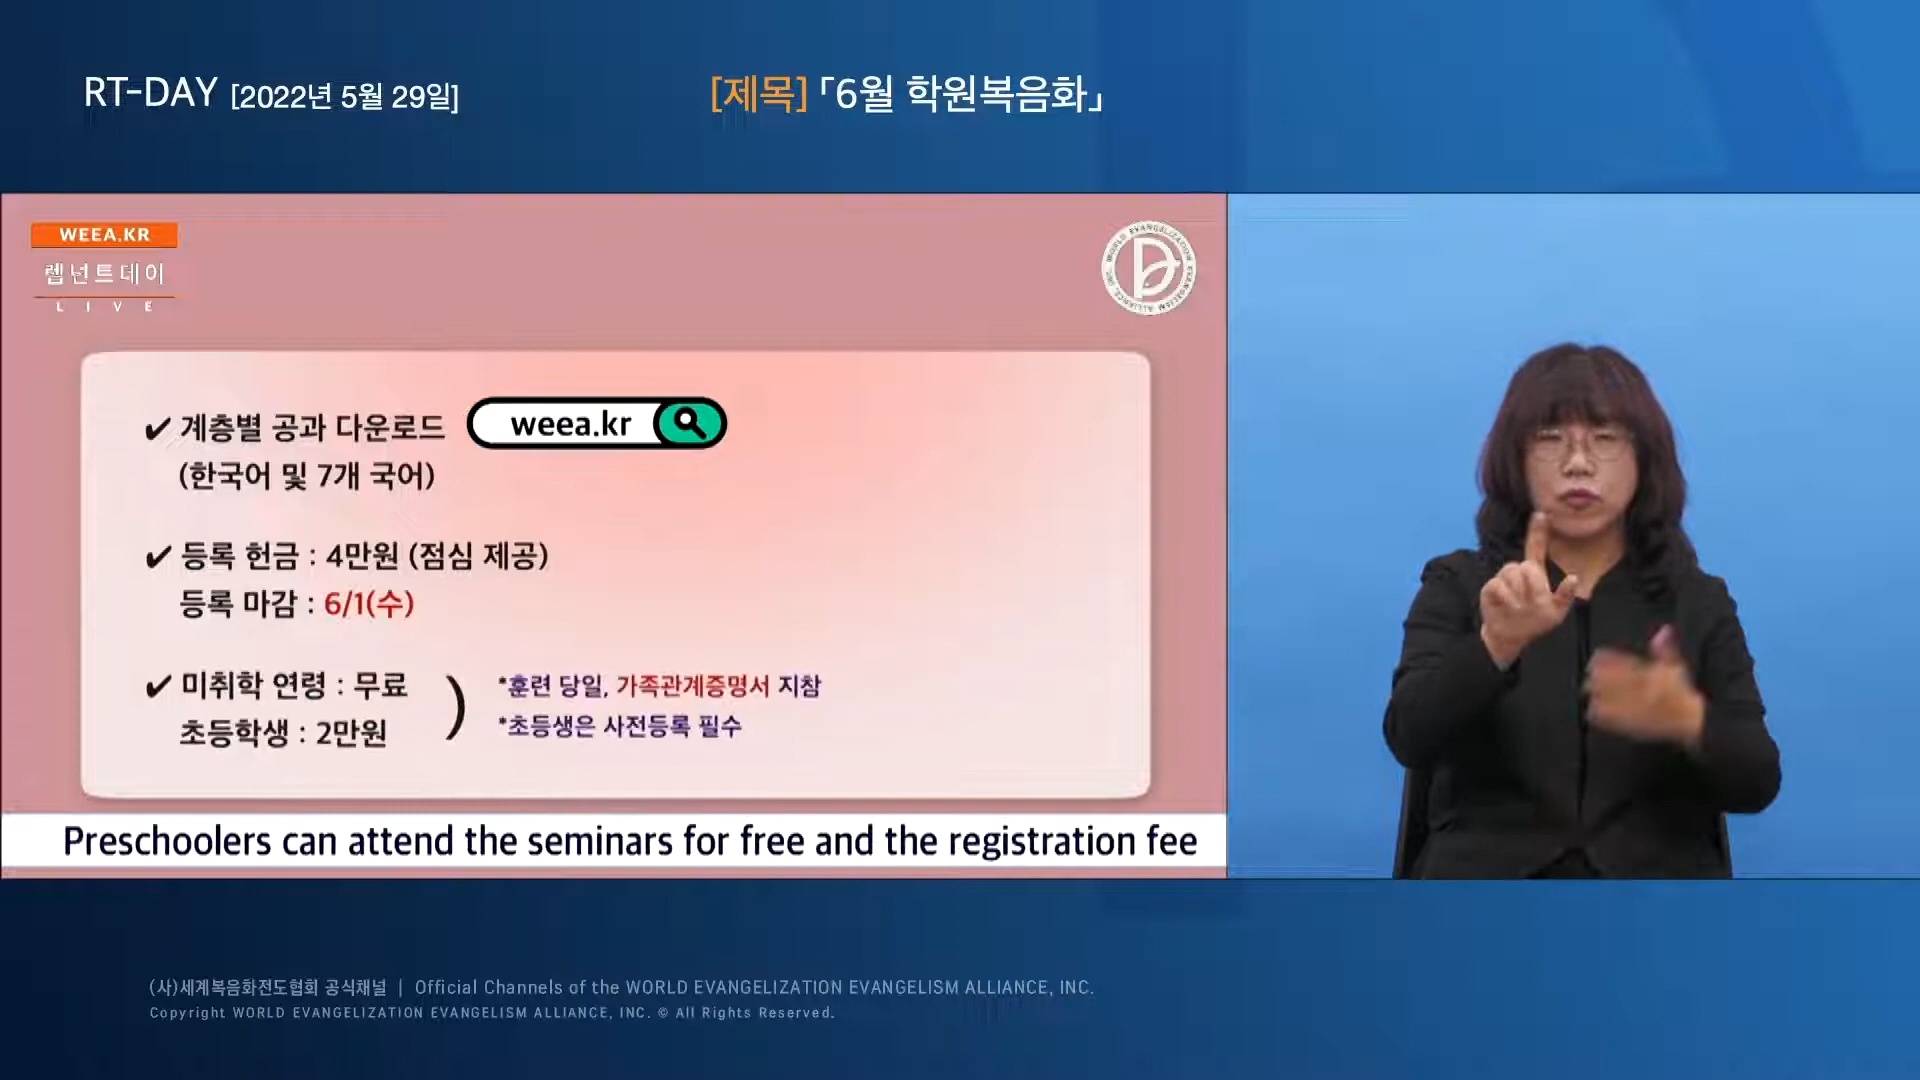 RT-DAY [2022년 5월 29일]
[제목] 「6월 학원복음화」
WEEA.KR
렙넌트데이
LIVE
WORLD EVANGELIZATION EVANGELISM ALLIANCE, INC.
✔ 계층별 공과 다운로드 weea.kr
(한국어 및 7개 국어)
✔ 등록 헌금 : 4만원 (점심 제공)
등록 마감 : 6/1(수)
✔ 미취학 연령 : 무료
초등학생 : 2만원
)
*훈련 당일, 가족관계증명서 지참
*초등생은 사전등록 필수
Preschoolers can attend the seminars for free and the registration fee
(사)세계복음화전도협회 공식채널 | Official Channels of the WORLD EVANGELIZATION EVANGELISM ALLIANCE, INC.
Copyright WORLD EVANGELIZATION EVANGELISM ALLIANCE, INC. © All Rights Reserved.